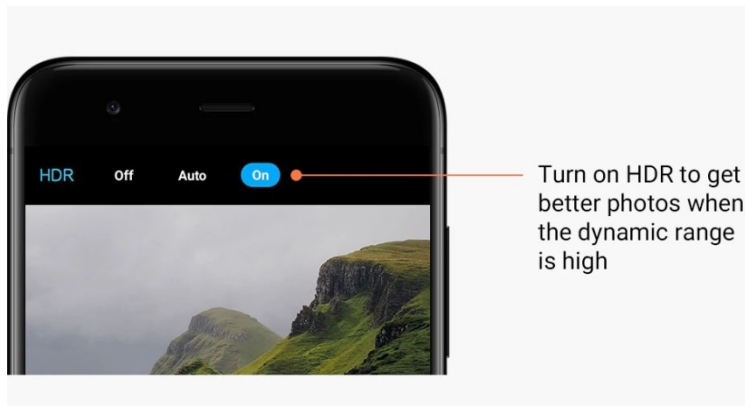 HDR Off Auto On
Turn on HDR to get
better photos when
the dynamic range
is high